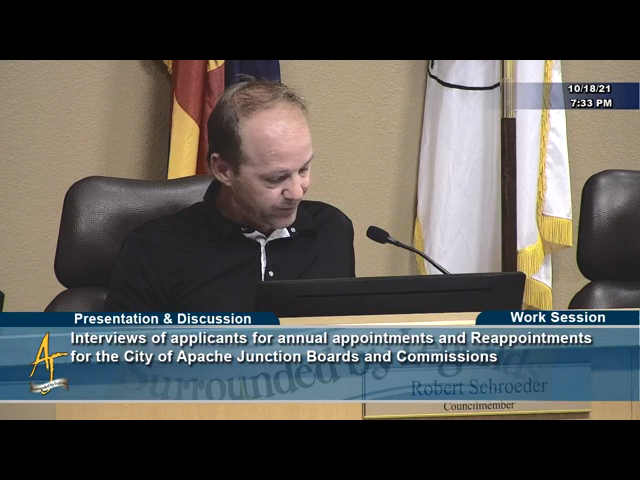 10/18/21
7:33 PM
Presentation & Discussion
Work Session
Interviews of applicants for annual appointments and Reappointments
for the City of Apache Junction Boards and Commissions
Surrounded by Legends
Robert Schroeder
Councilmember